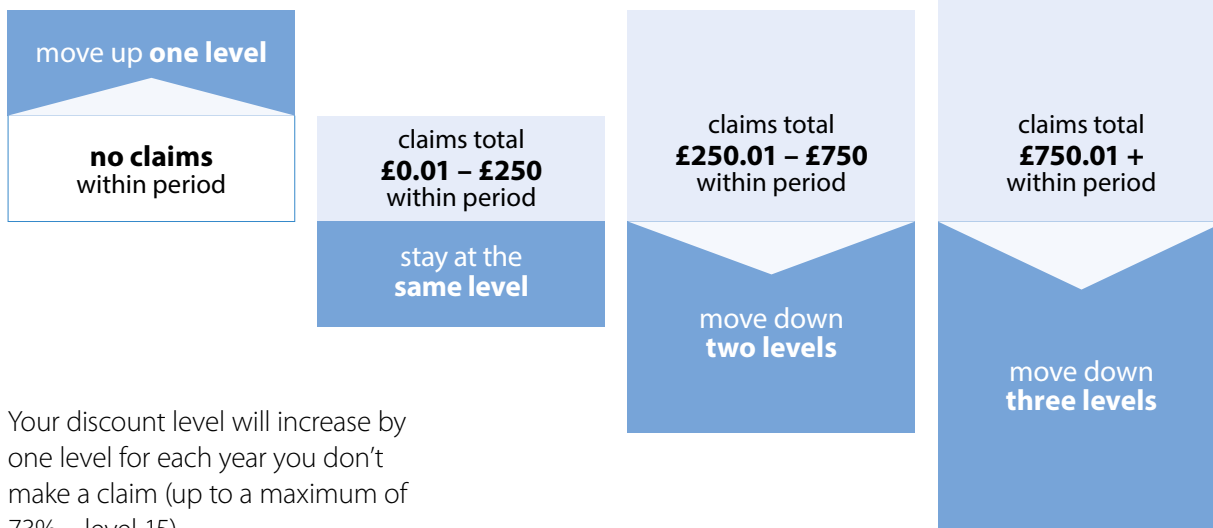 move up one level
no claims
within period
claims total
£0.01 – £250
within period
stay at the
same level
claims total
£250.01 – £750
within period
move down
two levels
claims total
£750.01 +
within period
move down
three levels
Your discount level will increase by
one level for each year you don’t
make a claim (up to a maximum of
73% – level 15)